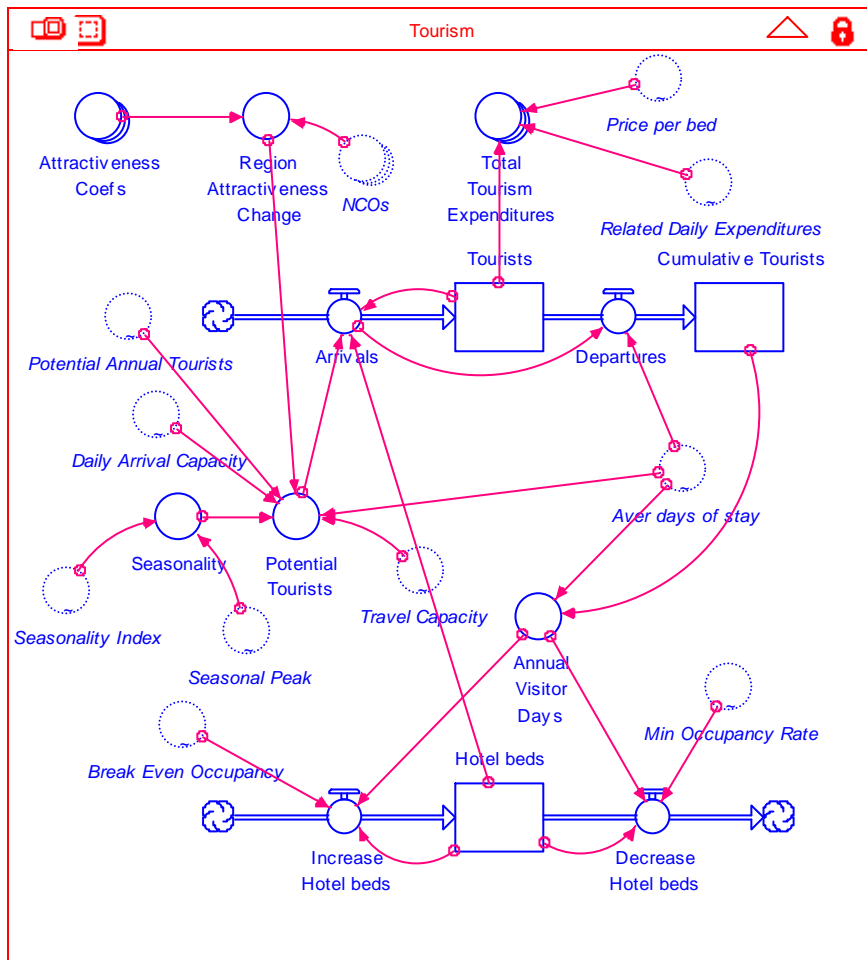 Tourism
Price per bed
Attractiveness
Coefs
Region
Attractiveness
Change
NCOs
Total
Tourism
Expenditures
Related Daily Expenditures
Tourists
Cumulative Tourists
Potential Annual Tourists
Arrivals
Departures
Daily Arrival Capacity
Aver days of stay
Seasonality
Potential
Tourists
Travel Capacity
Seasonality Index
Seasonal Peak
Annual
Visitor
Days
Min Occupancy Rate
Break Even Occupancy
Hotel beds
Increase
Hotel beds
Decrease
Hotel beds